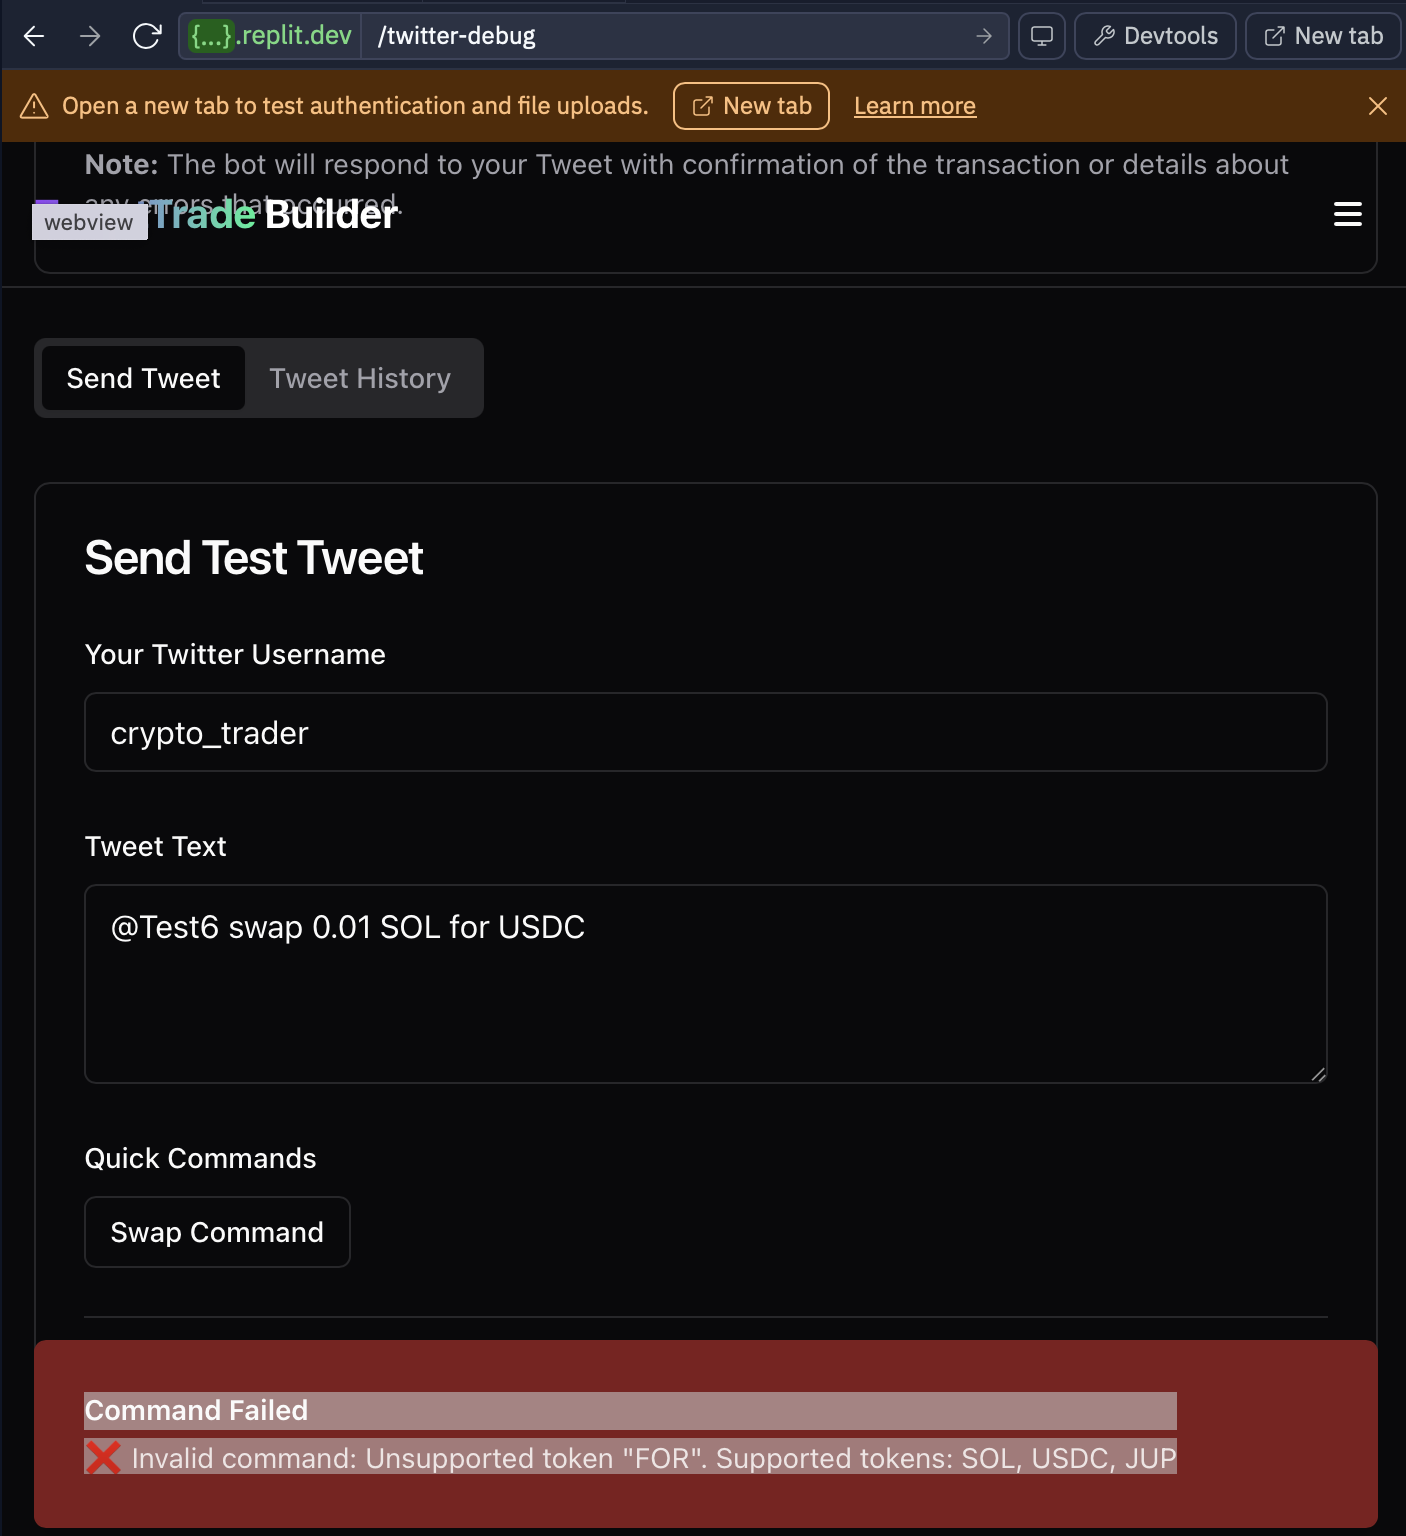 {...}.replit.dev /twitter-debug → Devtools New tab
Open a new tab to test authentication and file uploads. New tab Learn more
Note: The bot will respond to your Tweet with confirmation of the transaction or details about
any errors that occurred.
webview Trade Builder
Send Tweet Tweet History
Send Test Tweet
Your Twitter Username
crypto_trader
Tweet Text
@Test6 swap 0.01 SOL for USDC
Quick Commands
Swap Command
Command Failed
❌ Invalid command: Unsupported token "FOR". Supported tokens: SOL, USDC, JUP